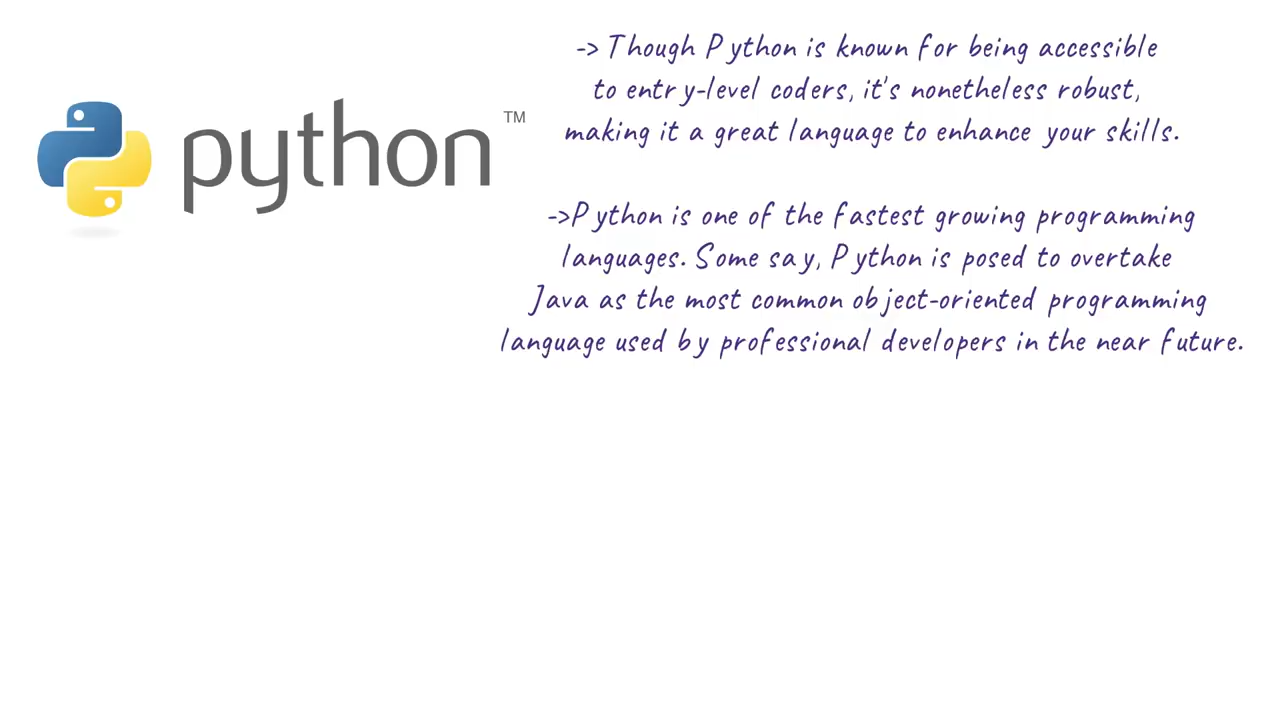 python
TM
-> Though Python is known for being accessible
to entry-level coders, it's nonetheless robust,
making it a great language to enhance your skills.
->Python is one of the fastest growing programming
languages. Some say, Python is posed to overtake
Java as the most common object-oriented programming
language used by professional developers in the near future.